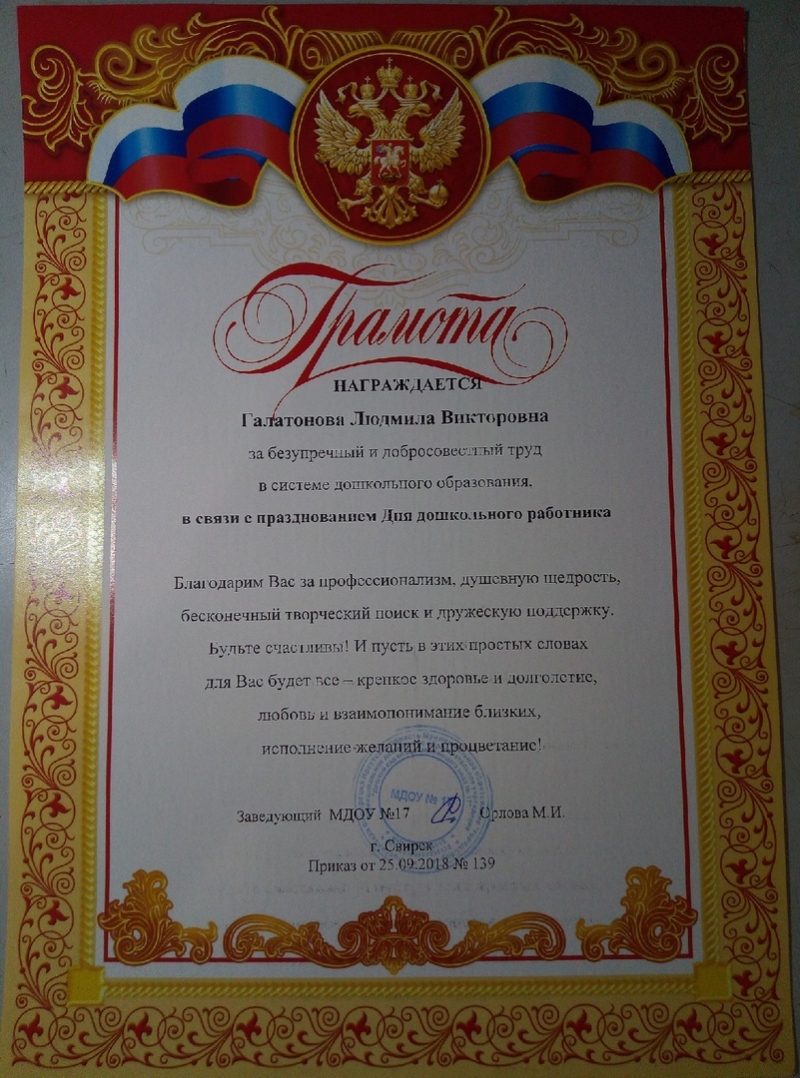 Грамота
НАГРАЖДАЕТСЯ
Галатонова Людмила Викторовна
за безупречный и добросовестный труд
в системе дошкольного образования.
в связи с празднованием Дня дошкольного работника
Благодарим Вас за профессионализм, душевную щедрость,
бесконечный творческий поиск и дружескую поддержку.
Будьте счастливы! И пусть в этих простых словах
для Вас будет все – крепкое здоровье и долголетие,
любовь и взаимопонимание близких,
исполнение желаний и процветание!
МДОУ №
Заведующий МДОУ №17 Орлова М.И.
г. Свирск
Приказ от 25.09.2018 № 139